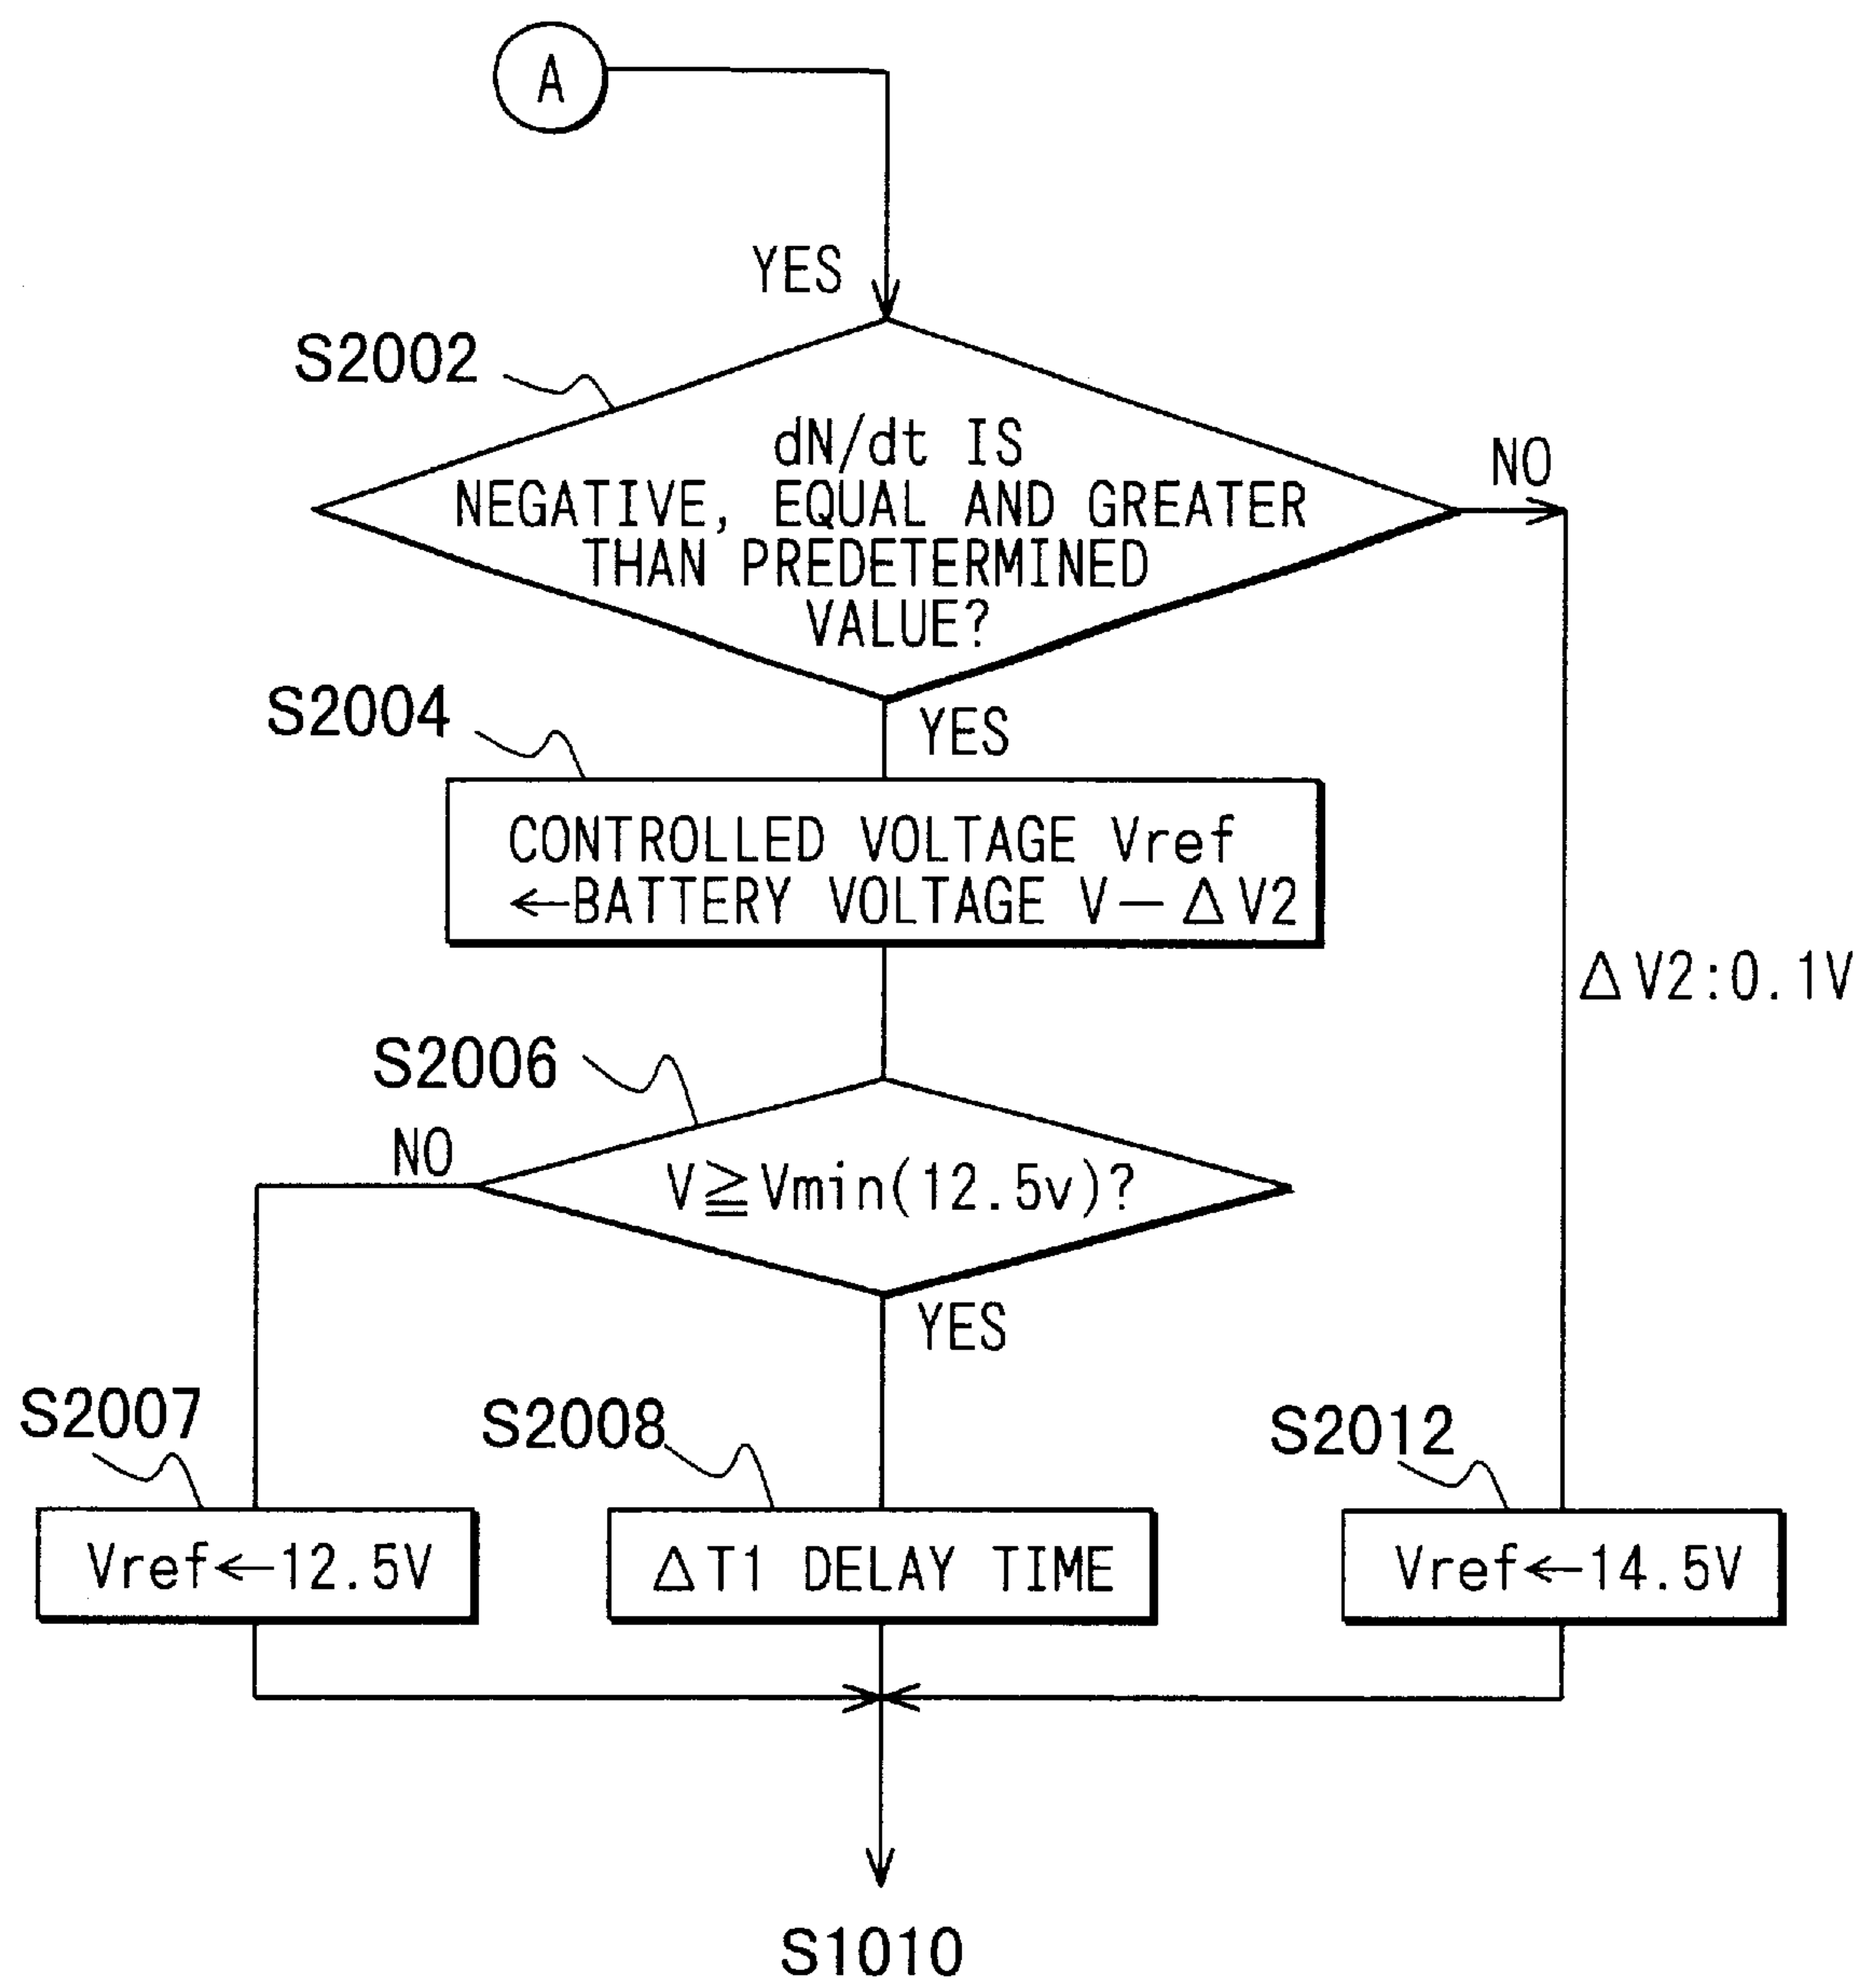 A
YES
S2002
dN/dt IS
NEGATIVE, EQUAL AND GREATER
THAN PREDETERMINED
VALUE?
NO
S2004
YES
CONTROLLED VOLTAGE Vref
←BATTERY VOLTAGE V－ΔV2
ΔV2:0.1V
S2006
NO
V≧Vmin(12.5v)?
YES
S2007
S2008
S2012
Vref←12.5V
ΔT1 DELAY TIME
Vref←14.5V
S1010